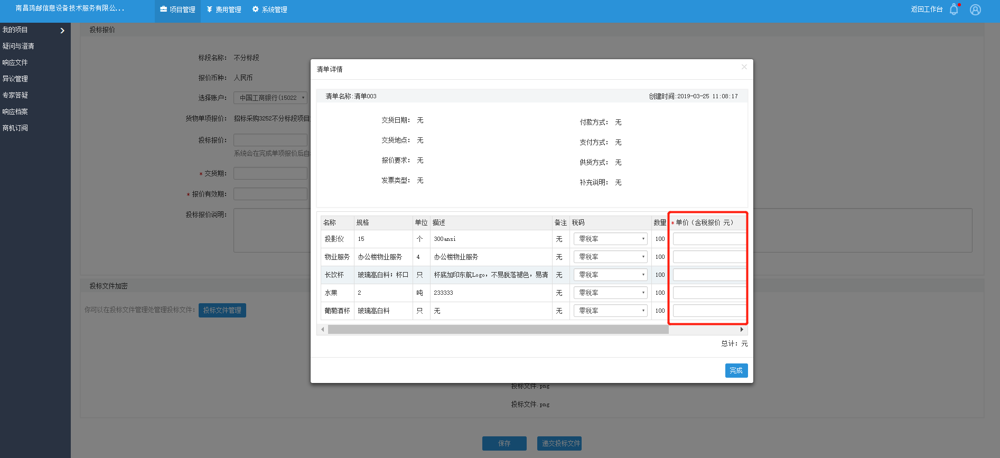 南昌鸿邮信息设备技术服务有限公... 项目管理 费用管理 系统管理 返回工作台
我的项目
疑问与澄清
响应文件
异议管理
专家答疑
响应档案
商机订阅
投标报价
标段名称： 不分标段
报价币种： 人民币
选择账户： 中国工商银行(15022
货物单项报价： 招标采购3252不分标段项目
投标报价：
系统会在完成单项报价后自
* 交货期：
* 报价有效期：
投标报价说明：
投标文件加密
你可以在投标文件管理处管理投标文件： 投标文件管理
清单详情 ×
清单名称:清单003 创建时间:2019-03-25 11:08:17
交货日期： 无 付款方式： 无
交货地点： 无 支付方式： 无
报价要求： 无 供货方式： 无
发票类型： 无 补充说明： 无
名称 规格 单位 描述 备注 税码 数量 * 单价（含税报价 元）
投影仪 15 个 300ansi 无 零税率 100
物业服务 办公楼物业服务 4 办公楼物业服务 无 零税率 100
长饮杯 玻璃高白料；杯口 只 杯底加印东航Logo，不易脱落褪色，易清 无 零税率 100
水果 2 吨 233333 无 零税率 100
葡萄酒杯 玻璃高白料 只 无 无 零税率 100
总计：元
完成
投标文件.png
投标文件.png
保存 递交投标文件